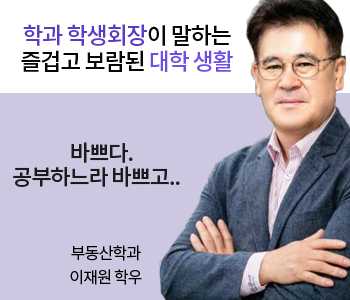 학과 학생회장이 말하는
즐겁고 보람된 대학 생활
바쁘다.
공부하느라 바쁘고..
부동산학과
이재원 학우